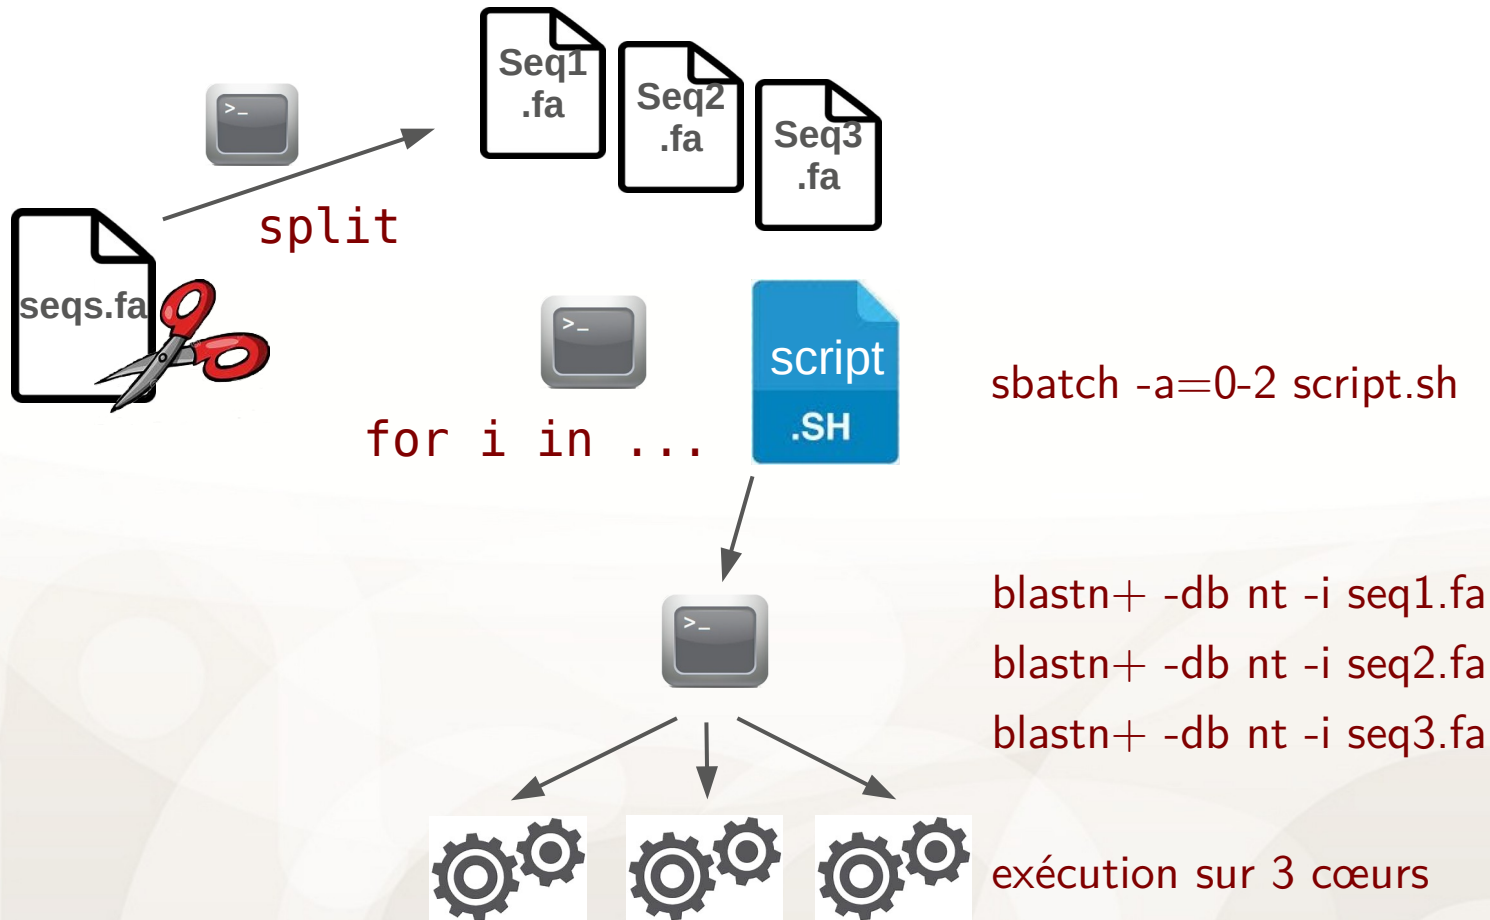 Seq1
.fa
Seq2
.fa
Seq3
.fa
>_
split
seqs.fa
>_
script
.SH
for i in ...
sbatch -a=0-2 script.sh
>_
blastn+ -db nt -i seq1.fa
blastn+ -db nt -i seq2.fa
blastn+ -db nt -i seq3.fa
exécution sur 3 cœurs